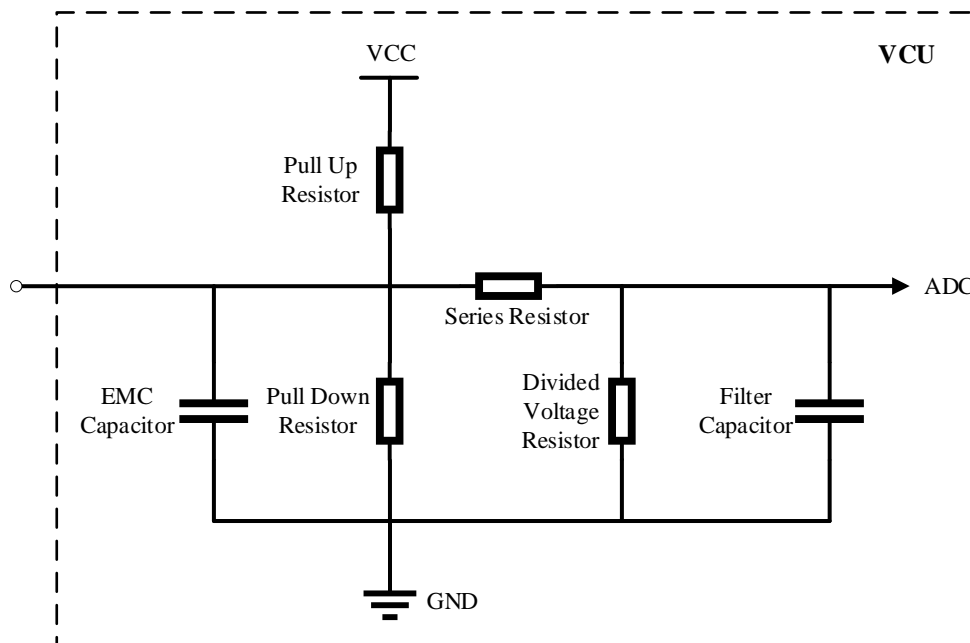 VCU
VCC
Pull Up
Resistor
ADC
Series Resistor
EMC
Capacitor
Pull Down
Resistor
Divided
Voltage
Resistor
Filter
Capacitor
GND